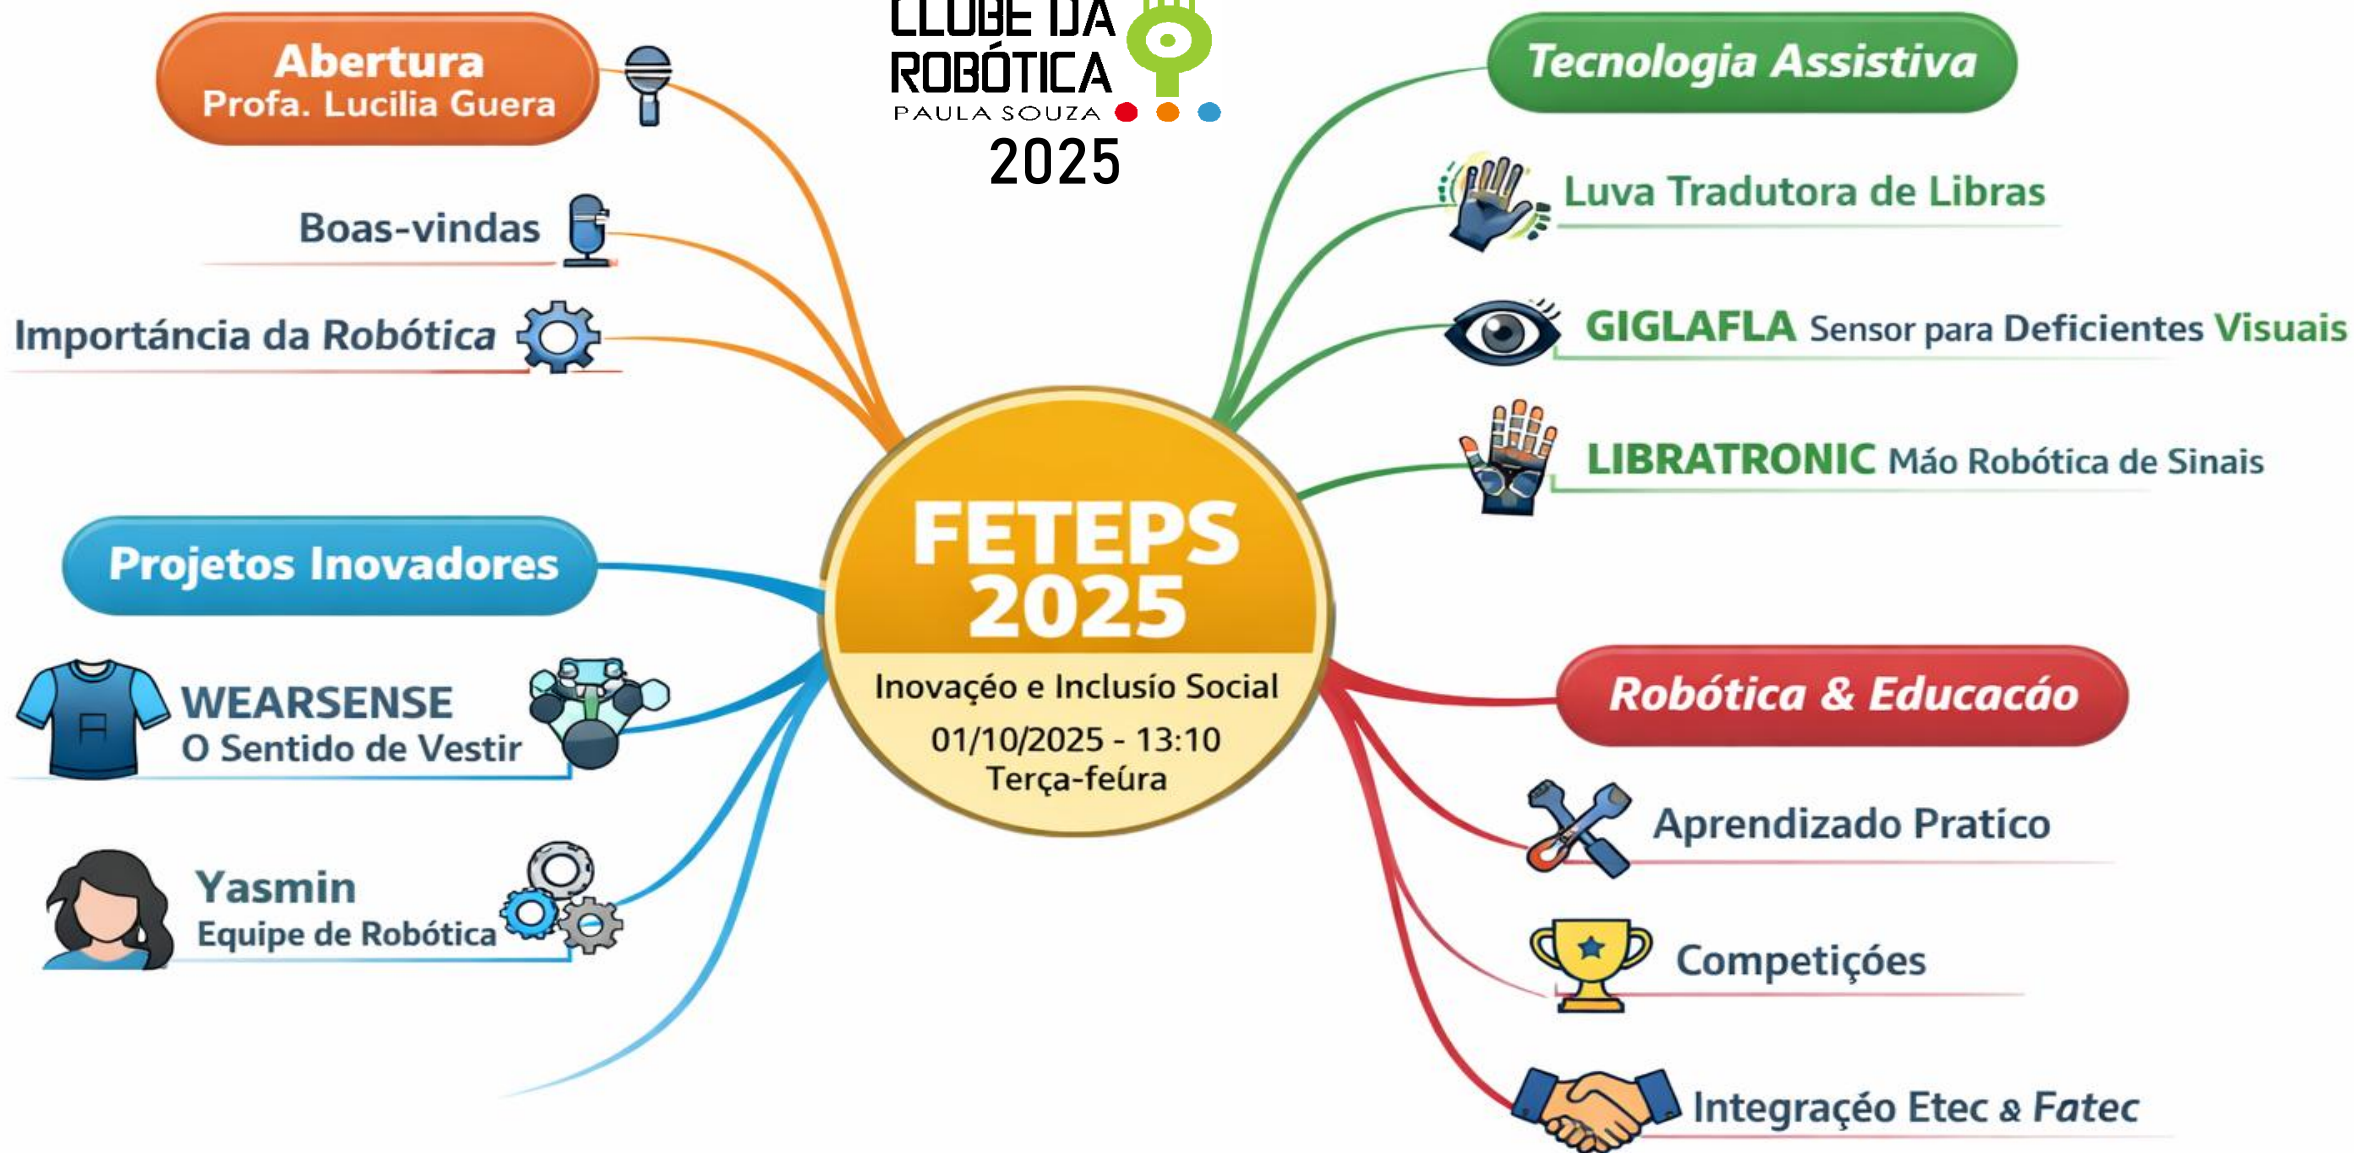 CLUBE DA
ROBÓTICA
PAULA SOUZA
2025
Abertura
Profa. Lucilia Guera
Boas-vindas
Importáncia da Robótica
Tecnologia Assistiva
Luva Tradutora de Libras
GIGLAFLA Sensor para Deficientes Visuais
LIBRATRONIC Máo Robótica de Sinais
FETEPS
2025
Inovaçéo e Inclusío Social
01/10/2025 - 13:10
Terça-feúra
Projetos Inovadores
WEARSENSE
O Sentido de Vestir
Yasmin
Equipe de Robótica
Robótica & Educacáo
Aprendizado Pratico
Competiçóes
Integraçéo Etec & Fatec